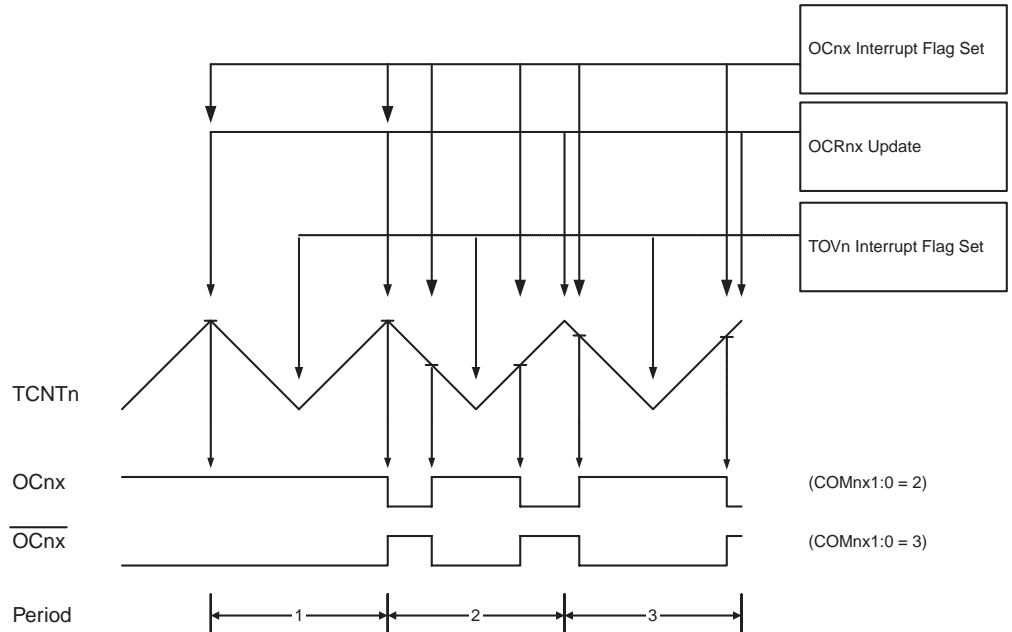 OCnx Interrupt Flag Set
OCRnx Update
TOVn Interrupt Flag Set
TCNTn
OCnx
(COMnx1:0 = 2)
OCnx
(COMnx1:0 = 3)
Period
1
2
3